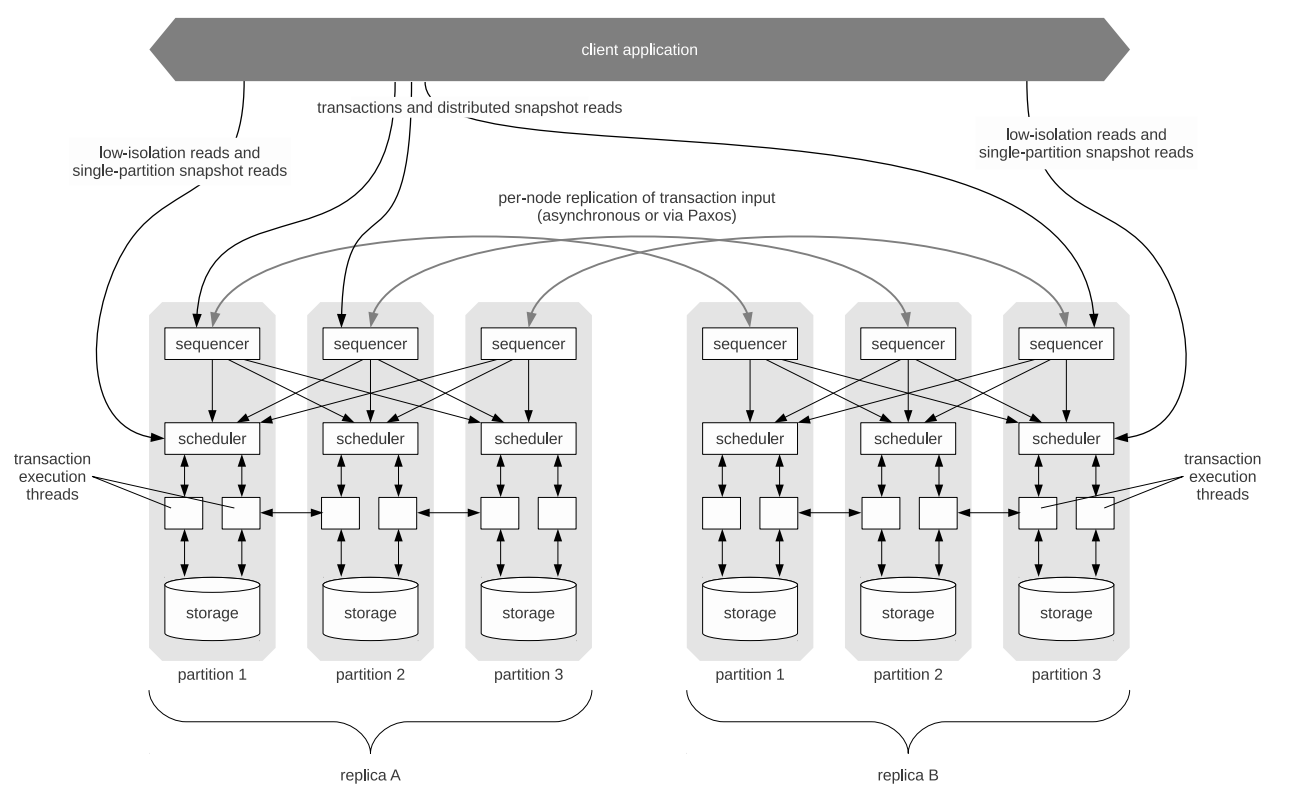 client application
transactions and distributed snapshot reads
low-isolation reads and
single-partition snapshot reads
low-isolation reads and
single-partition snapshot reads
per-node replication of transaction input
(asynchronous or via Paxos)
sequencer
sequencer
sequencer
sequencer
sequencer
sequencer
scheduler
scheduler
scheduler
scheduler
scheduler
scheduler
transaction
execution
threads
transaction
execution
threads
storage
storage
storage
storage
storage
storage
partition 1
partition 2
partition 3
partition 1
partition 2
partition 3
replica A
replica B